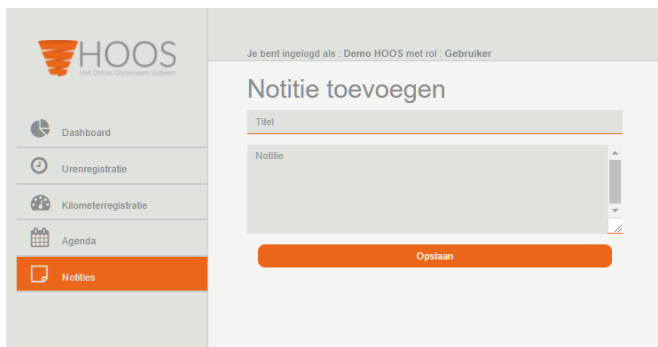 HOOS
Het Online Onderneem Systeem
Je bent ingelogd als : Demo HOOS met rol : Gebruiker
Notitie toevoegen
Titel
Notitie
Opslaan
Dashboard
Urenregistratie
Kilometerregistratie
Agenda
Notities